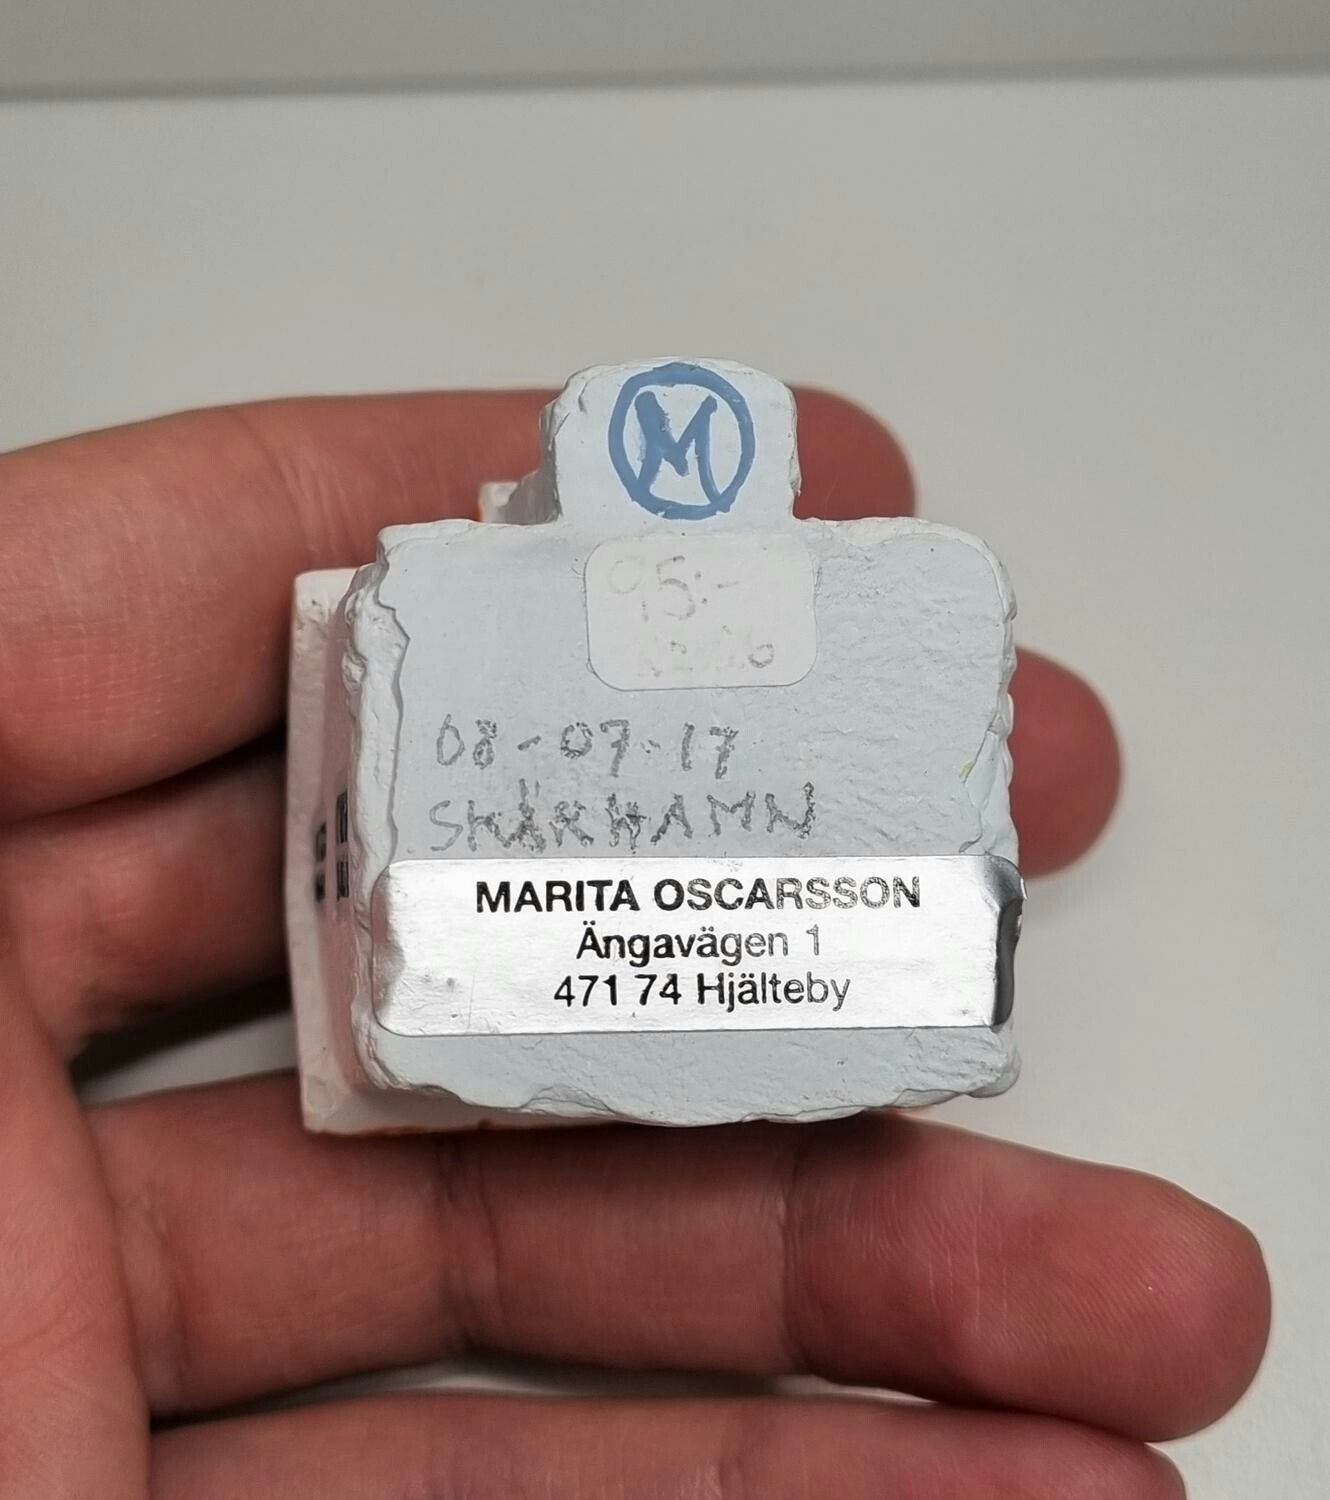 M
95:-
08-07-17
SKÄRHAMN
MARITA OSCARSSON
Ängavägen 1
471 74 Hjälteby